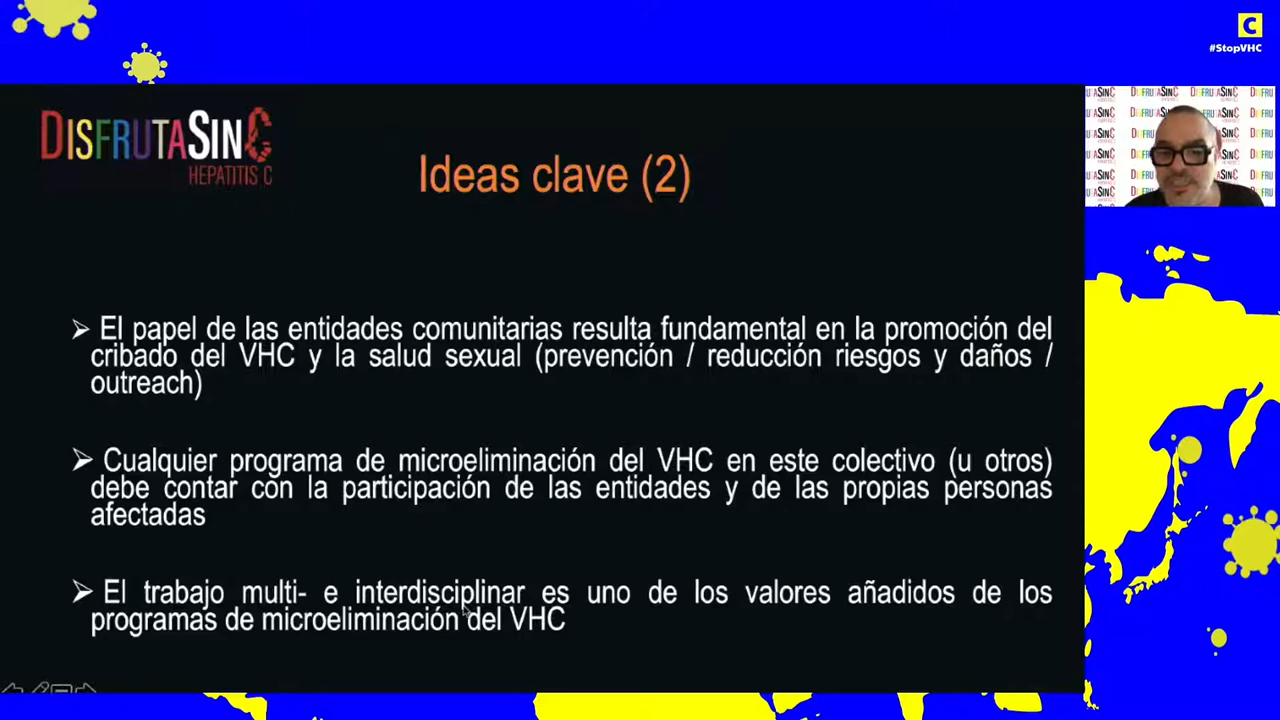 C
#StopVHC
DISFRUTASINC
HEPATITIS C
Ideas clave (2)
➢ El papel de las entidades comunitarias resulta fundamental en la promoción del
cribado del VHC y la salud sexual (prevención / reducción riesgos y daños /
outreach)
➢ Cualquier programa de microeliminación del VHC en este colectivo (u otros)
debe contar con la participación de las entidades y de las propias personas
afectadas
➢ El trabajo multi- e interdisciplinar es uno de los valores añadidos de los
programas de microeliminación del VHC